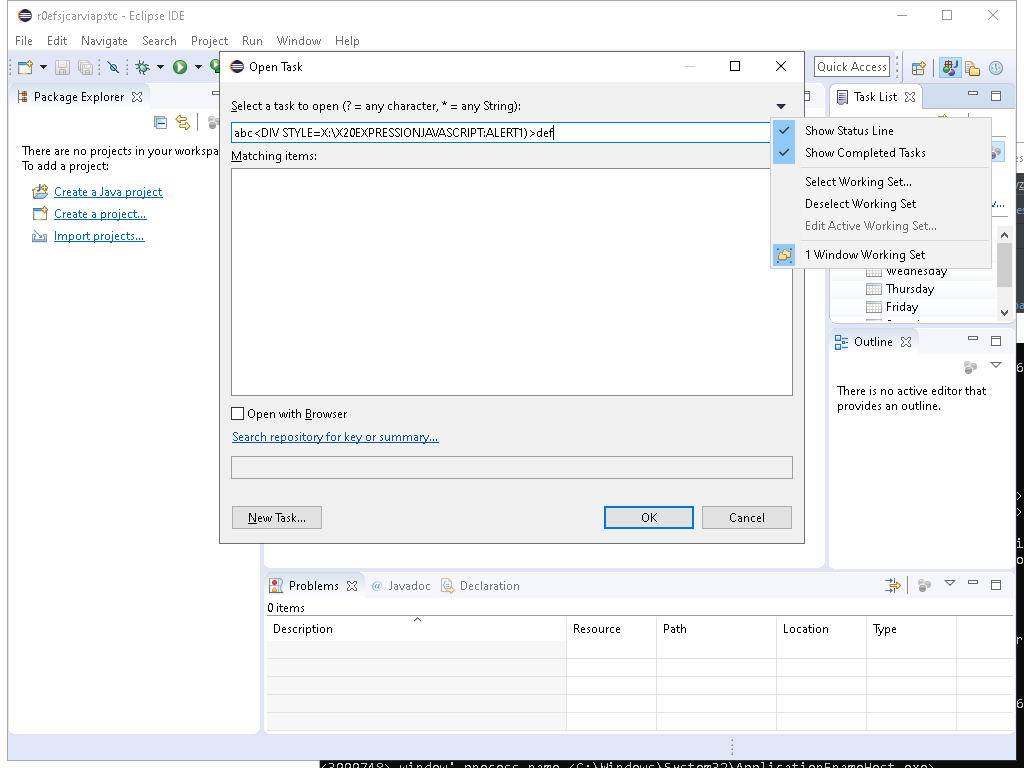 r0efsjcarviapstc - Eclipse IDE
File Edit Navigate Search Project Run Window Help
Quick Access
Package Explorer
There are no projects in your workspa
To add a project:
Create a Java project
Create a project...
Import projects...
Open Task
Select a task to open (? = any character, * = any String):
abc<DIV STYLE=X:\X20EXPRESSIONJAVASCRIPT:ALERT1)>def
Matching items:
Open with Browser
Search repository for key or summary...
New Task...
OK
Cancel
Task List
Show Status Line
Show Completed Tasks
Select Working Set...
Deselect Working Set
Edit Active Working Set...
1 Window Working Set
Wednesday
Thursday
Friday
Outline
There is no active editor that
provides an outline.
Problems
@ Javadoc
Declaration
0 items
Description Resource Path Location Type
<3999748> window' process name <C:\Windows\System32\ApplicationFrameHost.exe>